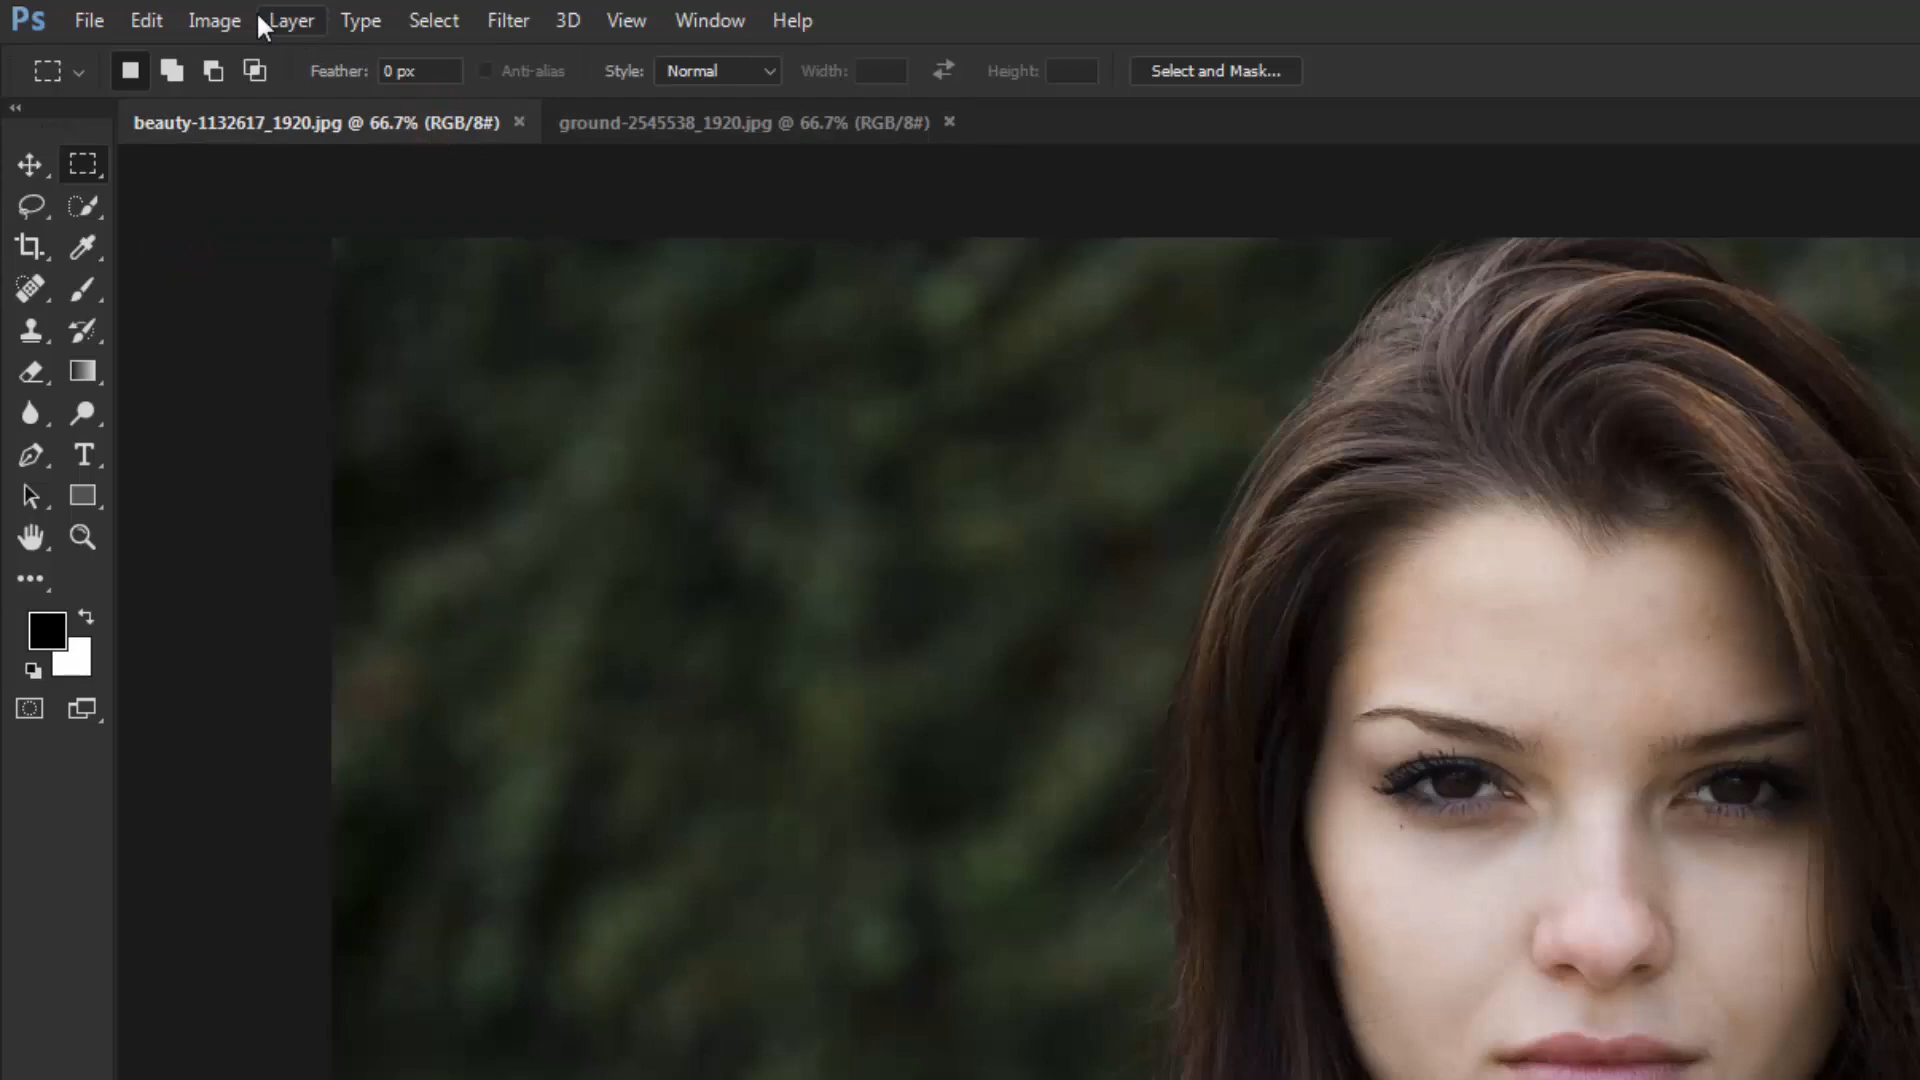 Ps File Edit Image Layer Type Select Filter 3D View Window Help
Feather: 0 px Anti-alias Style: Normal Width: Height: Select and Mask...
beauty-1132617_1920.jpg @ 66.7% (RGB/8#) × ground-2545538_1920.jpg @ 66.7% (RGB/8#) ×
T